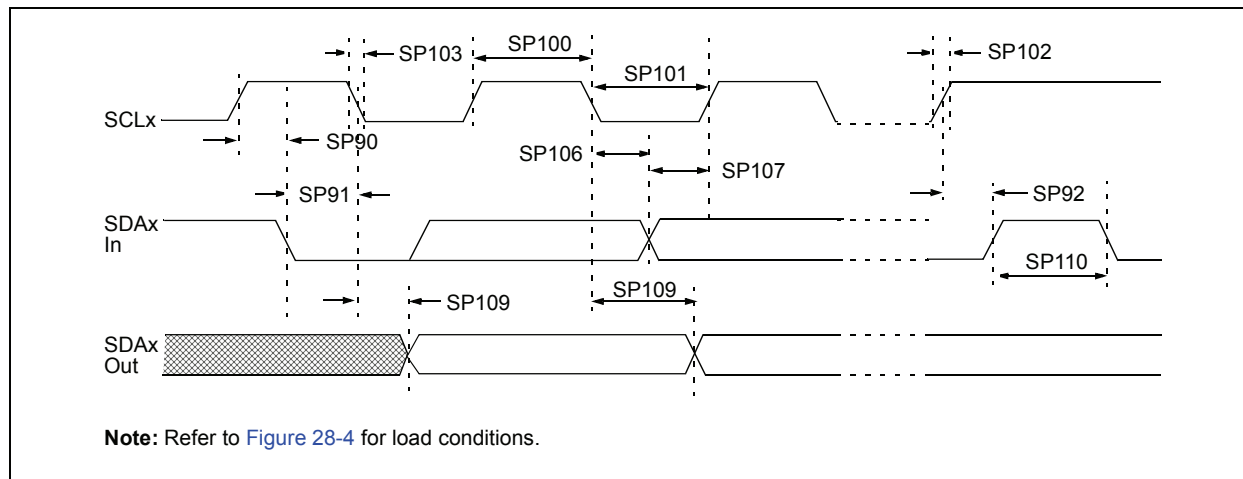 SP103
SP100
SP101
SP102
SCLx
SP90
SP106
SP107
SP91
SP92
SDAx
In
SP110
SP109
SP109
SDAx
Out
Note: Refer to Figure 28-4 for load conditions.